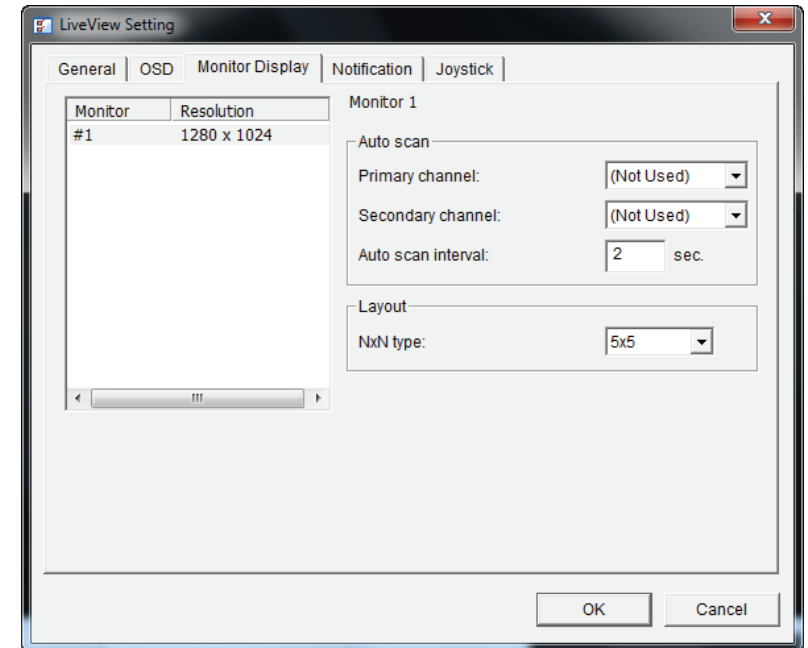 LiveView Setting
General
OSD
Monitor Display
Notification
Joystick
Monitor Resolution
#1 1280 x 1024
Monitor 1
Auto scan
Primary channel: (Not Used)
Secondary channel: (Not Used)
Auto scan interval: 2 sec.
Layout
NxN type: 5x5
OK
Cancel